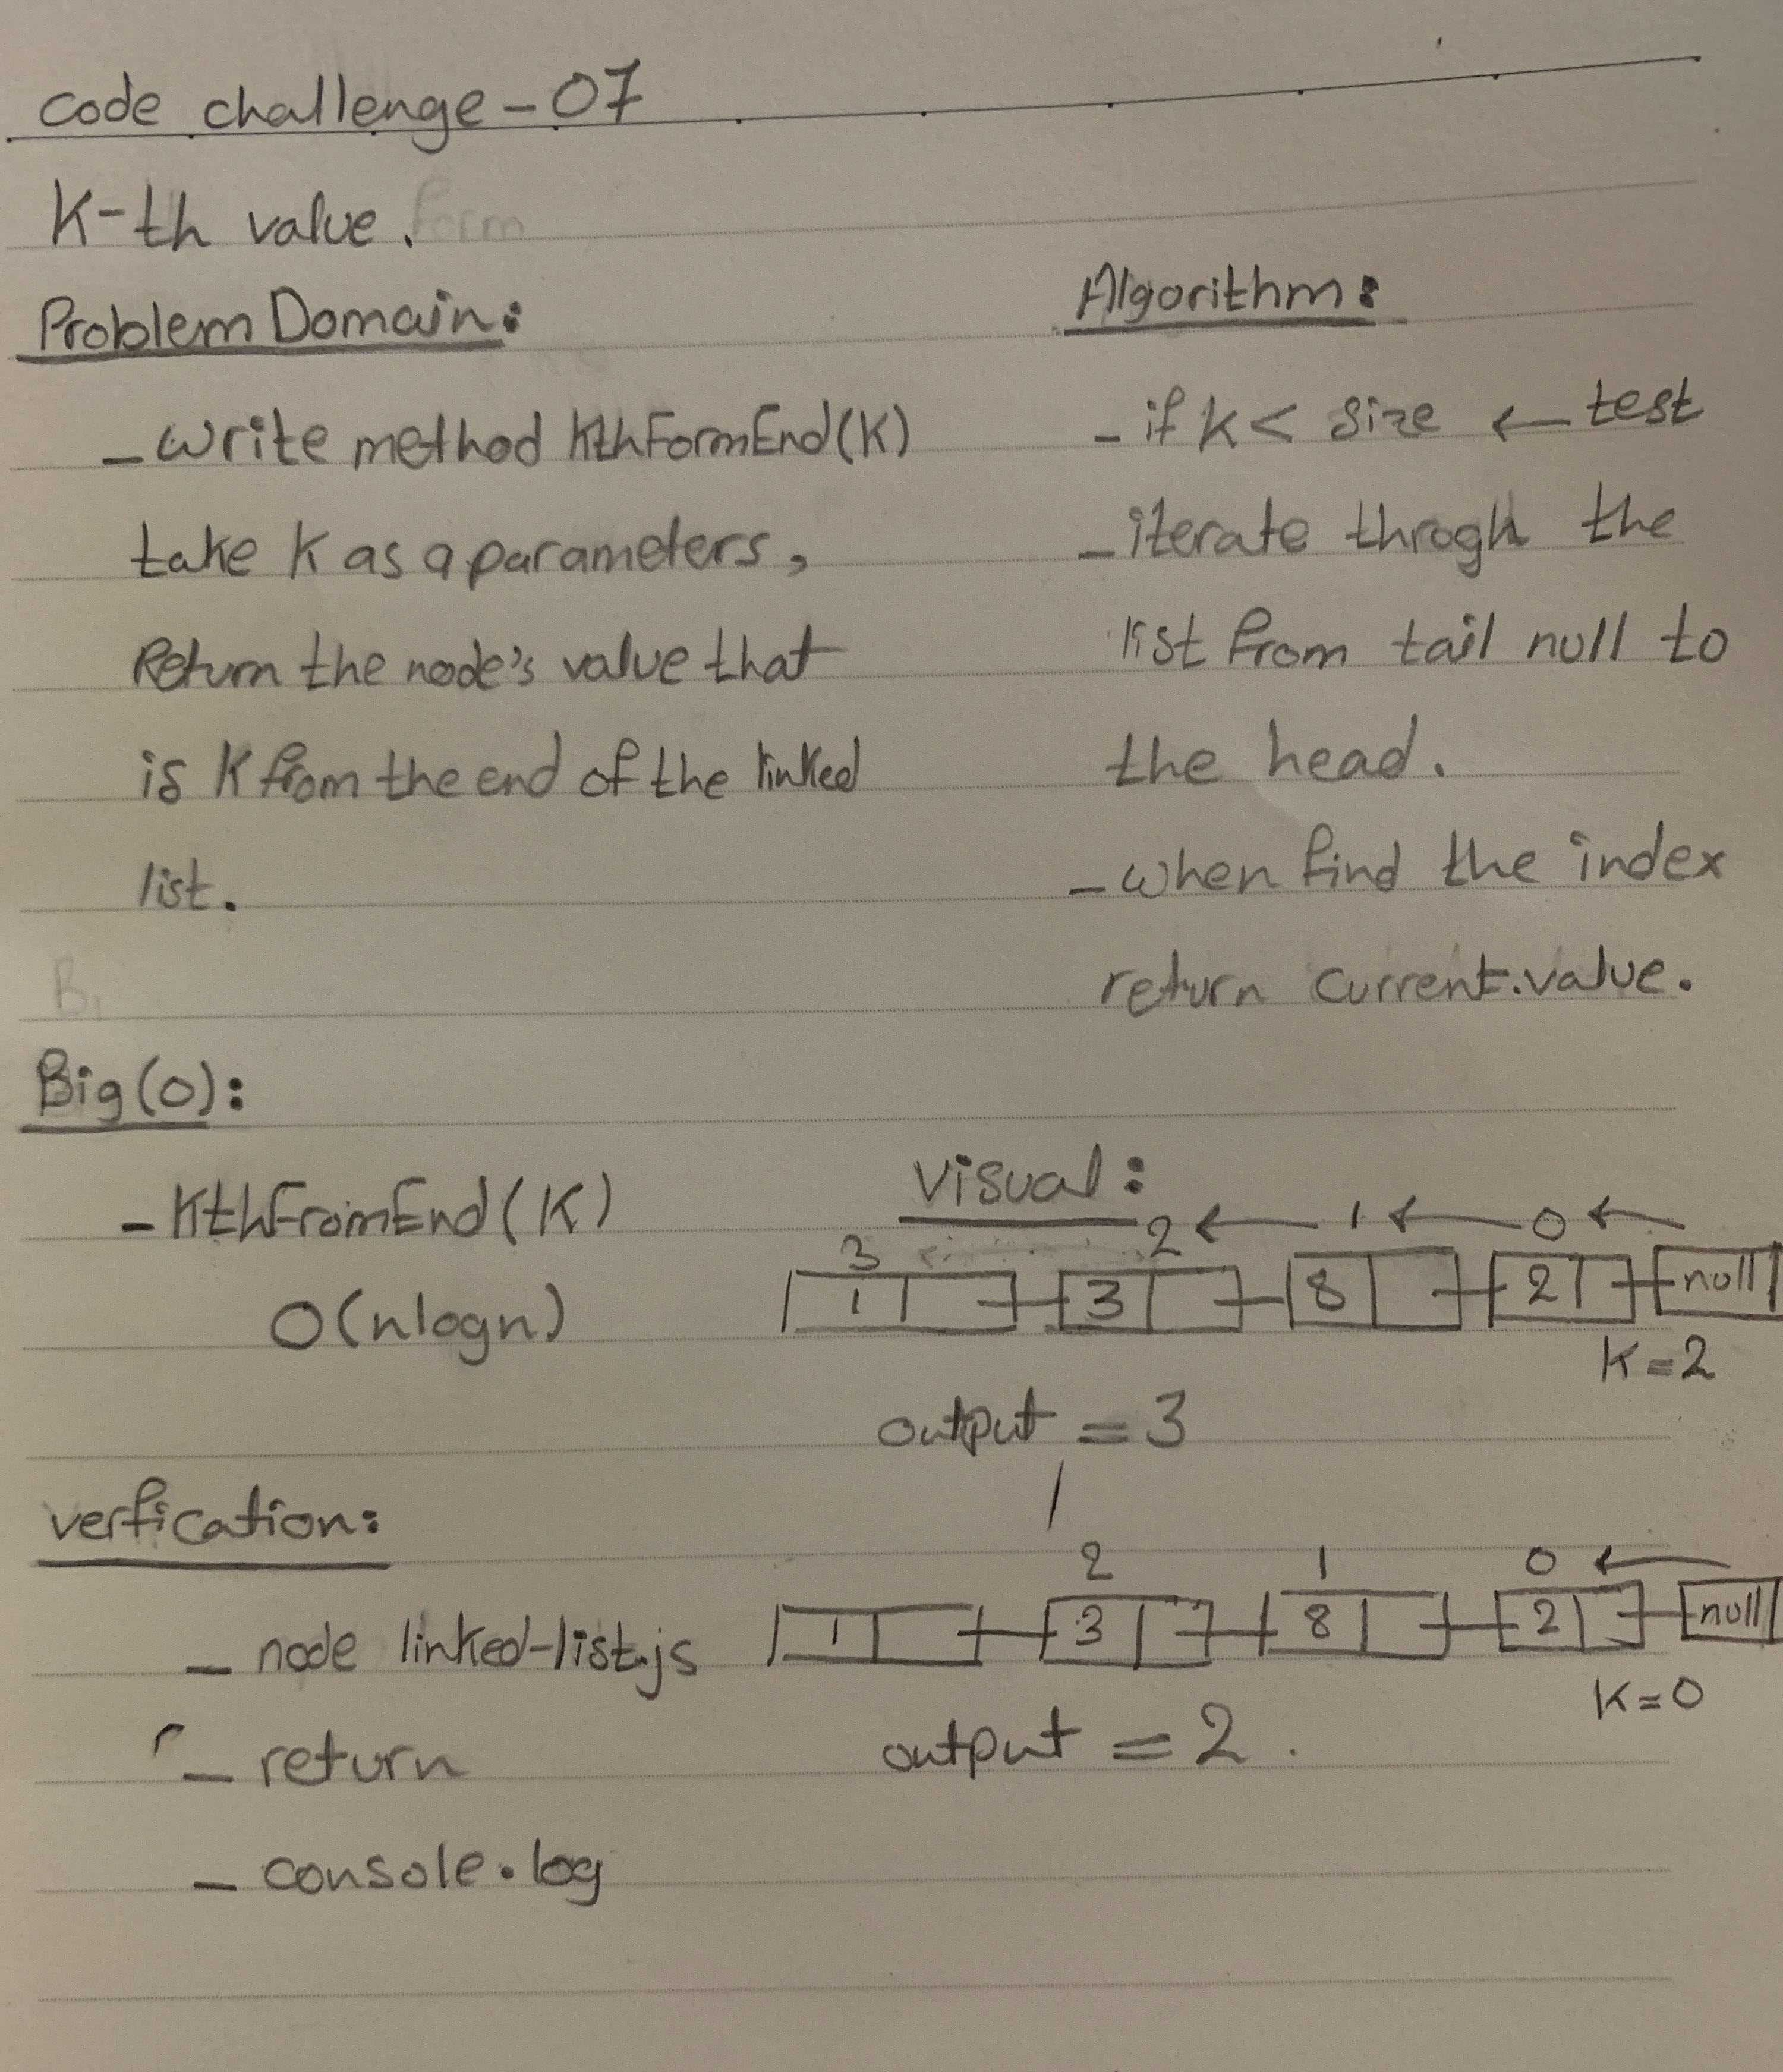 code challenge - 07
K-th value. Form
Problem Domain:
- write method KthFormEnd(K)
take K as a parameters,
Return the node's value that
is K from the end of the linked
list.
B
Algorithm:
- if K < Size ← test
- iterate throgh the
list from tail null to
the head.
- when find the index
return current.value.
Big(O):
- KthFromEnd(K)
O(nlogn)
visual:
3 2 ← 1 ← 0 ←
1 3 8 2 null
K=2
output = 3
2 1 0 ←
1 3 8 2 null
K=0
output = 2.
verfication:
- node linked-list.js
- return
- console.log